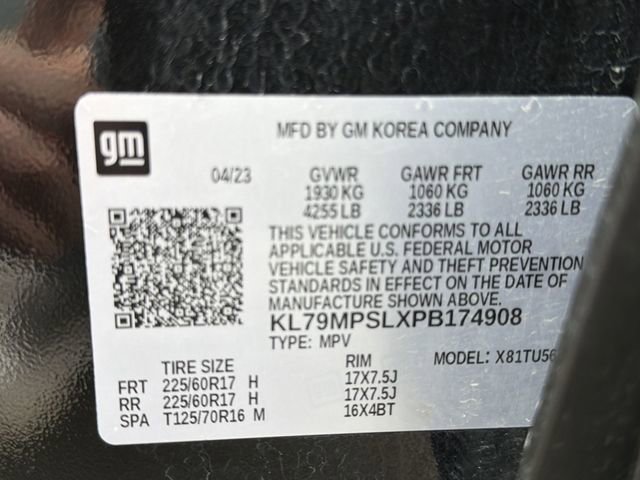 gm
MFD BY GM KOREA COMPANY
04/23 GVWR GAWR FRT GAWR RR
1930 KG 1060 KG 1060 KG
4255 LB 2336 LB 2336 LB
THIS VEHICLE CONFORMS TO ALL
APPLICABLE U.S. FEDERAL MOTOR
VEHICLE SAFETY AND THEFT PREVENTION
STANDARDS IN EFFECT ON THE DATE OF
MANUFACTURE SHOWN ABOVE.
KL79MPSLXPB174908
TYPE: MPV MODEL:
TIRE SIZE RIM
FRT 225/60R17 H 17X7.5J
RR 225/60R17 H 17X7.5J
SPA T125/70R16 M 16X4BT